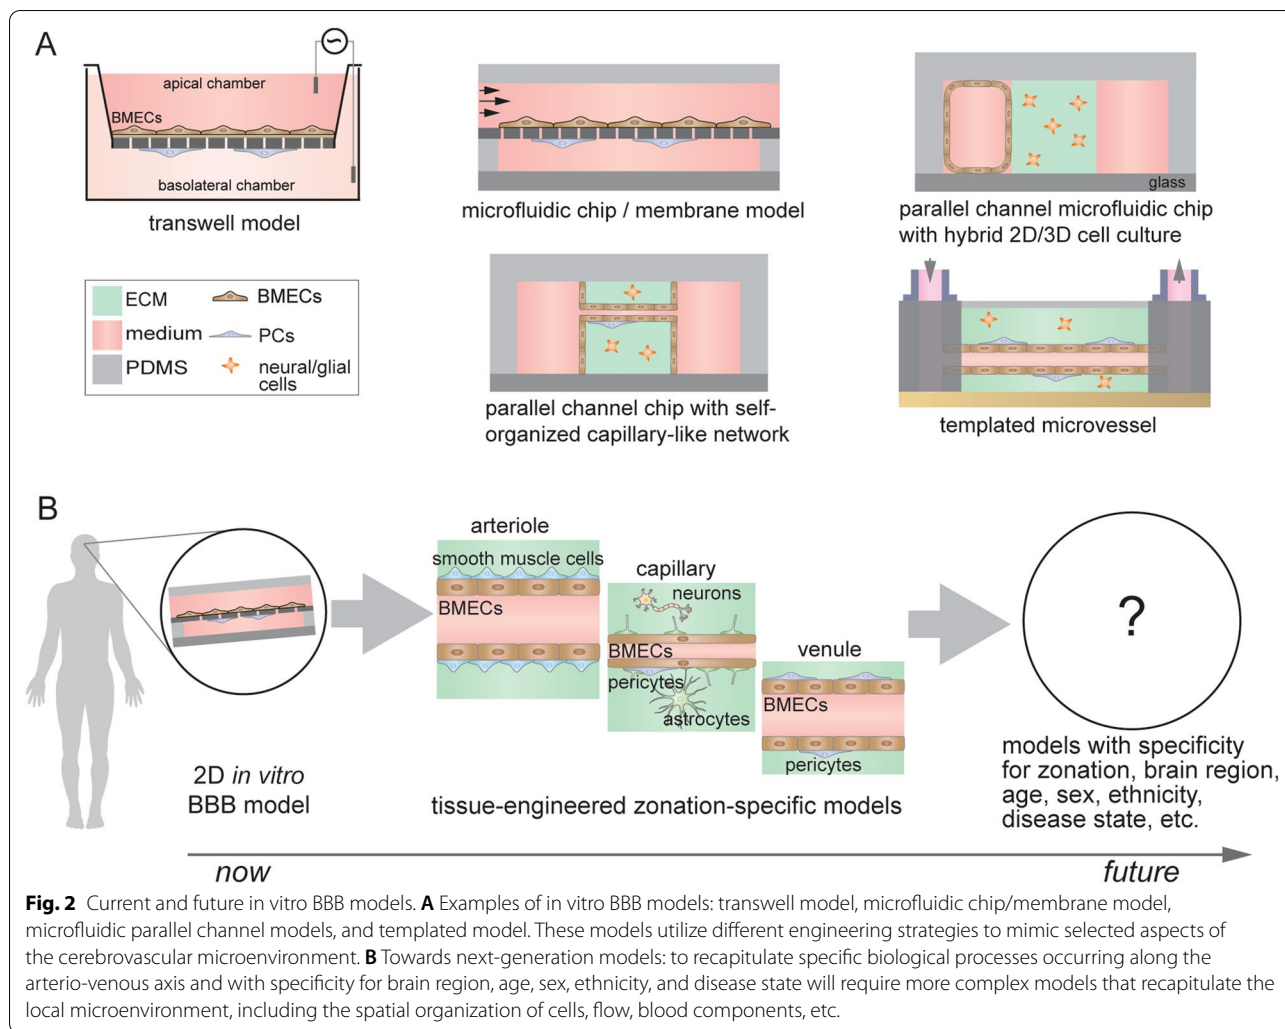 A
apical chamber
BMECs
basolateral chamber
transwell model
microfluidic chip / membrane model
glass
parallel channel microfluidic chip
with hybrid 2D/3D cell culture
ECM
BMECs
medium
PCs
PDMS
neural/glial
cells
parallel channel chip with self-
organized capillary-like network
templated microvessel
B
arteriole
smooth muscle cells
BMECs
capillary
neurons
BMECs
pericytes
astrocytes
venule
BMECs
pericytes
?
2D in vitro
BBB model
tissue-engineered zonation-specific models
models with specificity
for zonation, brain region,
age, sex, ethnicity,
disease state, etc.
now
future
Fig. 2 Current and future in vitro BBB models. A Examples of in vitro BBB models: transwell model, microfluidic chip/membrane model,
microfluidic parallel channel models, and templated model. These models utilize different engineering strategies to mimic selected aspects of
the cerebrovascular microenvironment. B Towards next-generation models: to recapitulate specific biological processes occurring along the
arterio-venous axis and with specificity for brain region, age, sex, ethnicity, and disease state will require more complex models that recapitulate the
local microenvironment, including the spatial organization of cells, flow, blood components, etc.